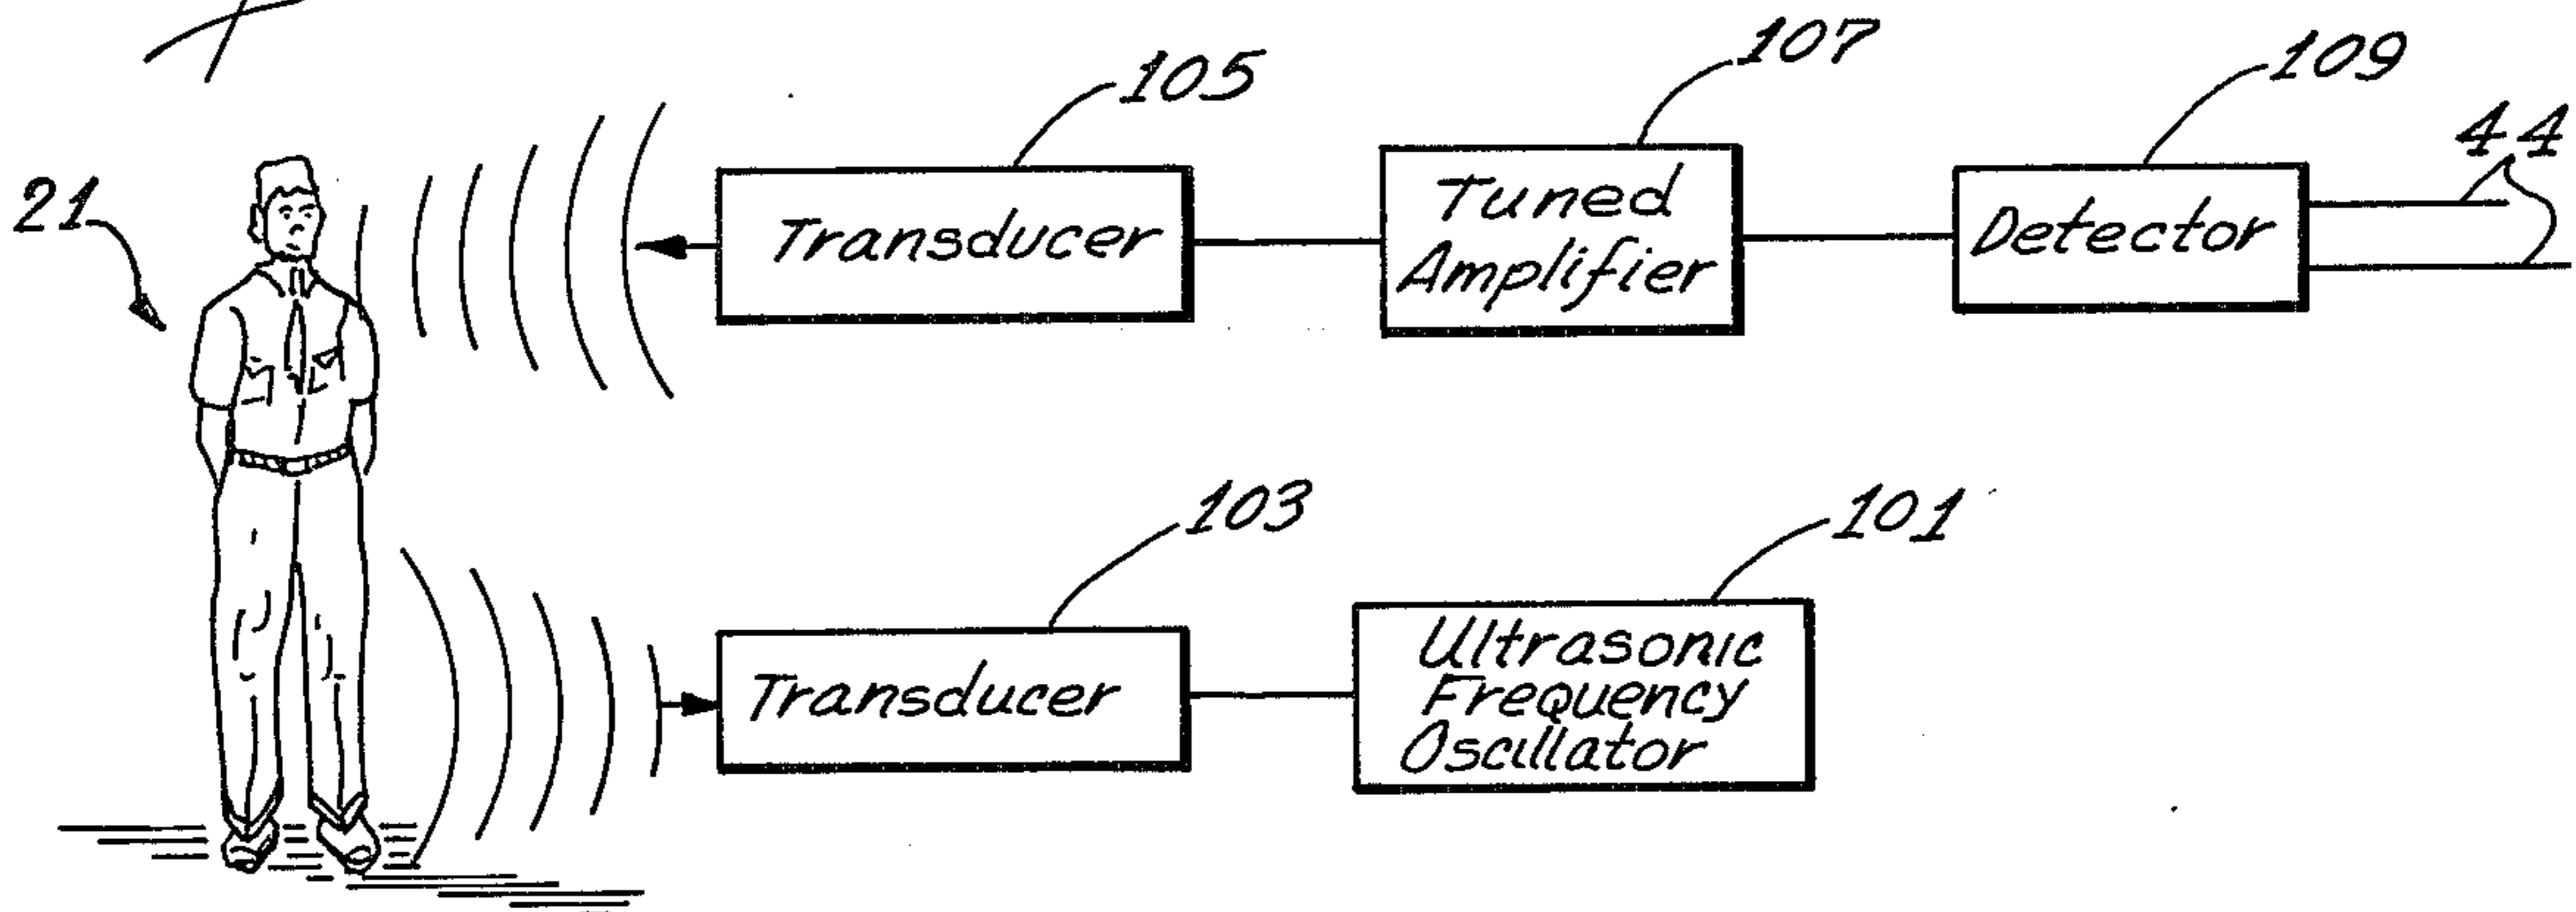 105
107
109
44
21
Transducer
Tuned
Amplifier
Detector
103
101
Transducer
Ultrasonic
Frequency
Oscillator